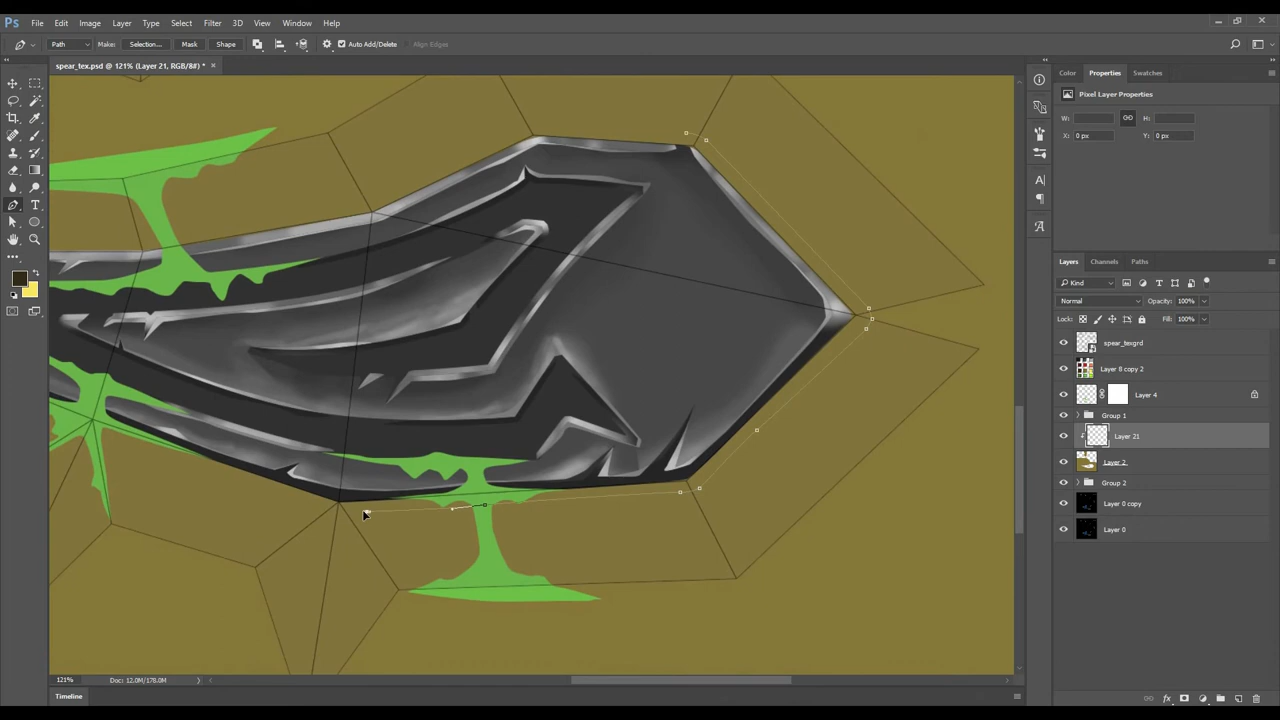 Ps File Edit Image Layer Type Select Filter 3D View Window Help
Path Make: Selection... Mask Shape Auto Add/Delete Align Edges
spear_tex.psd @ 121% (Layer 21, RGB/8#) * ×
Color Properties Swatches
Pixel Layer Properties
W: H:
X: 0 px Y: 0 px
Layers Channels Paths
Kind
Normal Opacity: 100%
Lock: Fill: 100%
spear_texgrd
Layer 8 copy 2
Layer 4
Group 1
Layer 21
Layer 2
Group 2
Layer 0 copy
Layer 0
121% Doc: 12.0M/178.0M
Timeline